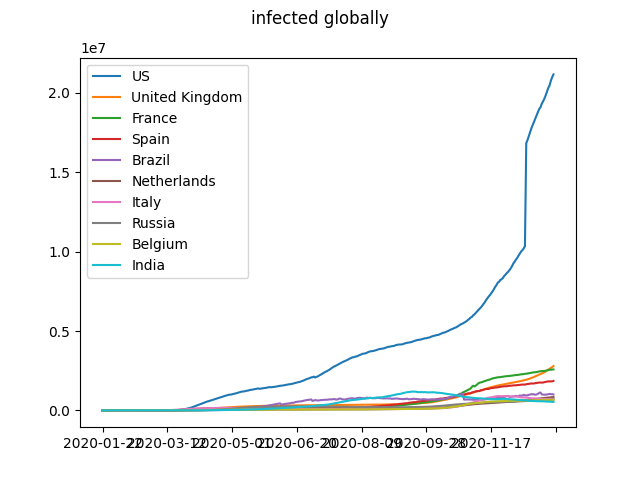 infected globally
1e7
2.0
1.5
1.0
0.5
0.0
US
United Kingdom
France
Spain
Brazil
Netherlands
Italy
Russia
Belgium
India
2020-01-22 2020-03-12 2020-05-01 2020-06-20 2020-08-09 2020-09-28 2020-11-17